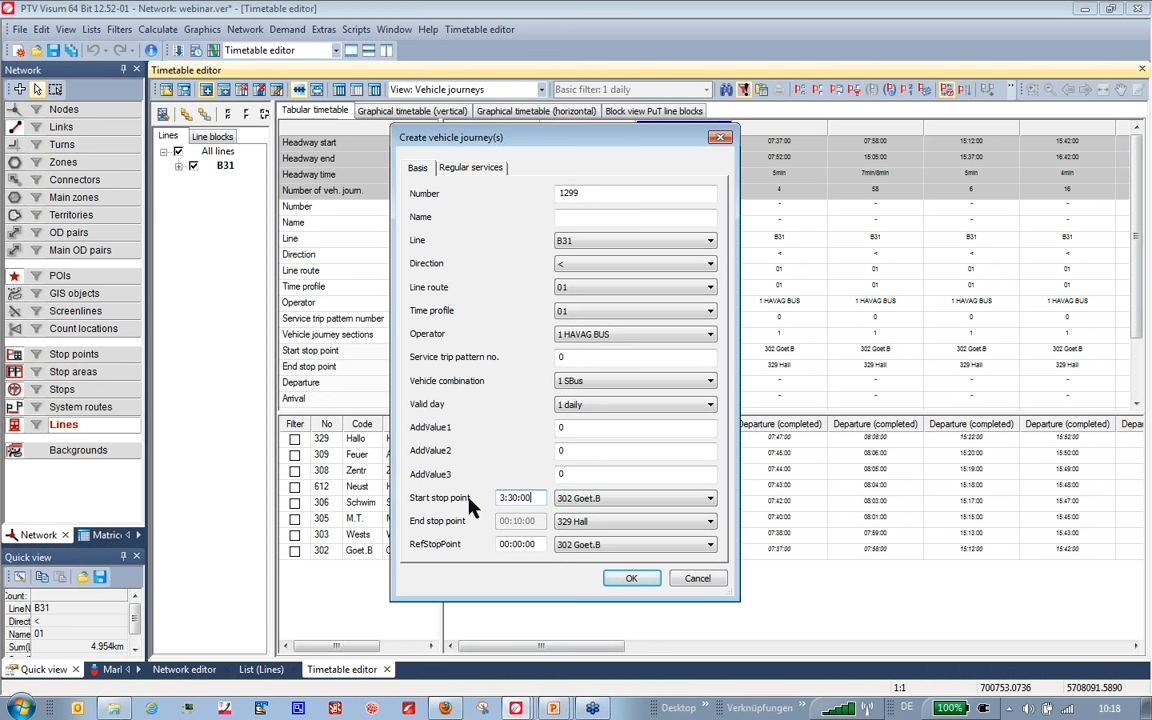 PTV Visum 64 Bit 12.52-01 - Network: webinar.ver* - [Timetable editor]
File Edit View Lists Filters Calculate Graphics Network Demand Extras Scripts Window Help Timetable editor
Timetable editor
Network
Timetable editor
View: Vehicle journeys
Basic filter: 1 daily
Nodes
Links
Turns
Zones
Connectors
Main zones
Territories
OD pairs
Main OD pairs
POIs
GIS objects
Screenlines
Count locations
Stop points
Stop areas
Stops
System routes
Lines
Backgrounds
Network
Matric
Quick view
Count:
LineN B31
Direct <
Name 01
Sum(L 4.954km
Lines Line blocks
All lines
B31
Tabular timetable Graphical timetable (vertical) Graphical timetable (horizontal) Block view PuT line blocks
Headway start 07:37:00 07:58:00 15:12:00 15:42:00
Headway end 07:52:00 15:05:00 15:37:00 16:42:00
Headway time 5min 7min/8min 5min 4min
Number of veh. journ. 4 58 6 16
Number - - - -
Name - - - -
Line B31 B31 B31 B31
Direction < < < <
Line route 01 01 01 01
Time profile 01 01 01 01
Operator 1 HAVAG BUS 1 HAVAG BUS 1 HAVAG BUS 1 HAVAG BUS
Service trip pattern number 0 0 0 0
Vehicle journey sections 1 1 1 1
Start stop point 302 Goet.B 302 Goet.B 302 Goet.B 302 Goet.B
End stop point 329 Hall 329 Hall 329 Hall 329 Hall
Departure - - - -
Arrival - - - -
Filter No Code Departure (completed) Departure (completed) Departure (completed) Departure (completed)
329 Hallo 07:47:00 08:08:00 15:22:00 15:52:00
309 Feuer 07:45:00 08:06:00 15:20:00 15:50:00
308 Zentr 07:44:00 08:05:00 15:19:00 15:49:00
612 Neust 07:43:00 08:04:00 15:18:00 15:48:00
306 Schwim 07:42:00 08:03:00 15:17:00 15:47:00
305 M.T. 07:40:00 08:01:00 15:15:00 15:45:00
303 Wests 07:38:00 07:59:00 15:13:00 15:43:00
302 Goet.B 07:37:00 07:58:00 15:12:00 15:42:00
Create vehicle journey(s)
Basis Regular services
Number 1299
Name
Line B31
Direction <
Line route 01
Time profile 01
Operator 1 HAVAG BUS
Service trip pattern no. 0
Vehicle combination 1 SBus
Valid day 1 daily
AddValue1 0
AddValue2 0
AddValue3 0
Start stop point 3:30:00 302 Goet.B
End stop point 00:10:00 329 Hall
RefStopPoint 00:00:00 302 Goet.B
OK Cancel
Quick view Mark Network editor List (Lines) Timetable editor
1:1 700753.0736 5708091.5890
Desktop Verknüpfungen DE 100% 10:18